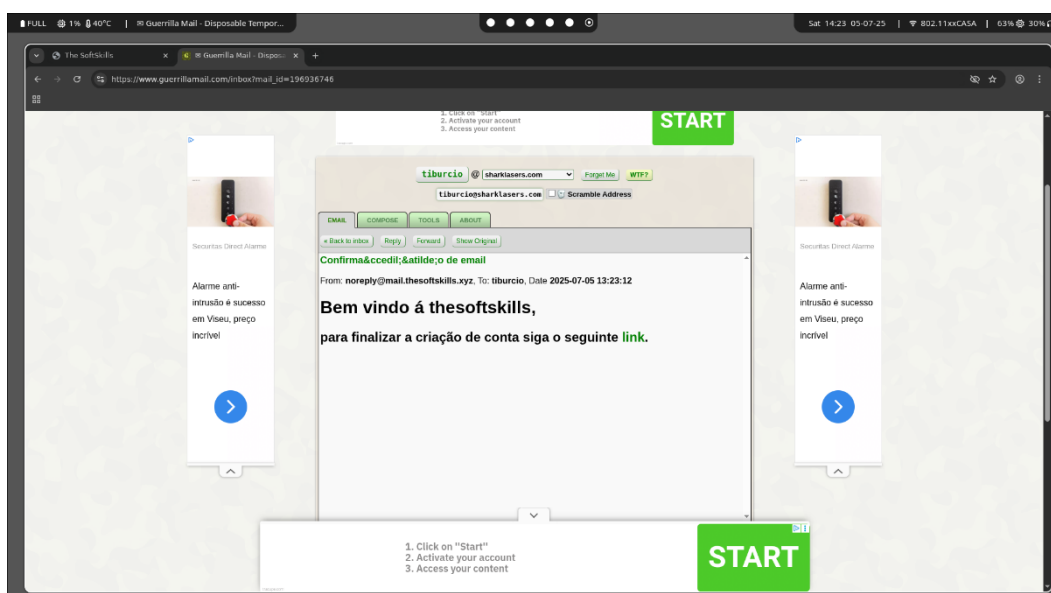 FULL 1% 40°C | ✉ Guerrilla Mail - Disposable Tempor...
Sat 14:23 05-07-25 | 802.11xxCASA | 63% 30%
The SoftSkills × ✉ Guerrilla Mail - Disposa × +
https://www.guerrillamail.com/inbox?mail_id=196936746
1. Click on "Start"
2. Activate your account
3. Access your content
START
tiburcio @ sharklasers.com Forget Me WTF?
tiburcio@sharklasers.com Scramble Address
EMAIL COMPOSE TOOLS ABOUT
« Back to inbox Reply Forward Show Original
Confirma&ccedil;&atilde;o de email
From: noreply@mail.thesoftskills.xyz, To: tiburcio, Date 2025-07-05 13:23:12
Bem vindo á thesoftskills,
para finalizar a criação de conta siga o seguinte link.
Securitas Direct Alarme
Alarme anti-
intrusão é sucesso
em Viseu, preço
incrível
Securitas Direct Alarme
Alarme anti-
intrusão é sucesso
em Viseu, preço
incrível
1. Click on "Start"
2. Activate your account
3. Access your content
START